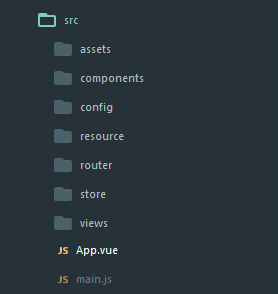 src
assets
components
config
resource
router
store
views
JS App.vue
JS main.js